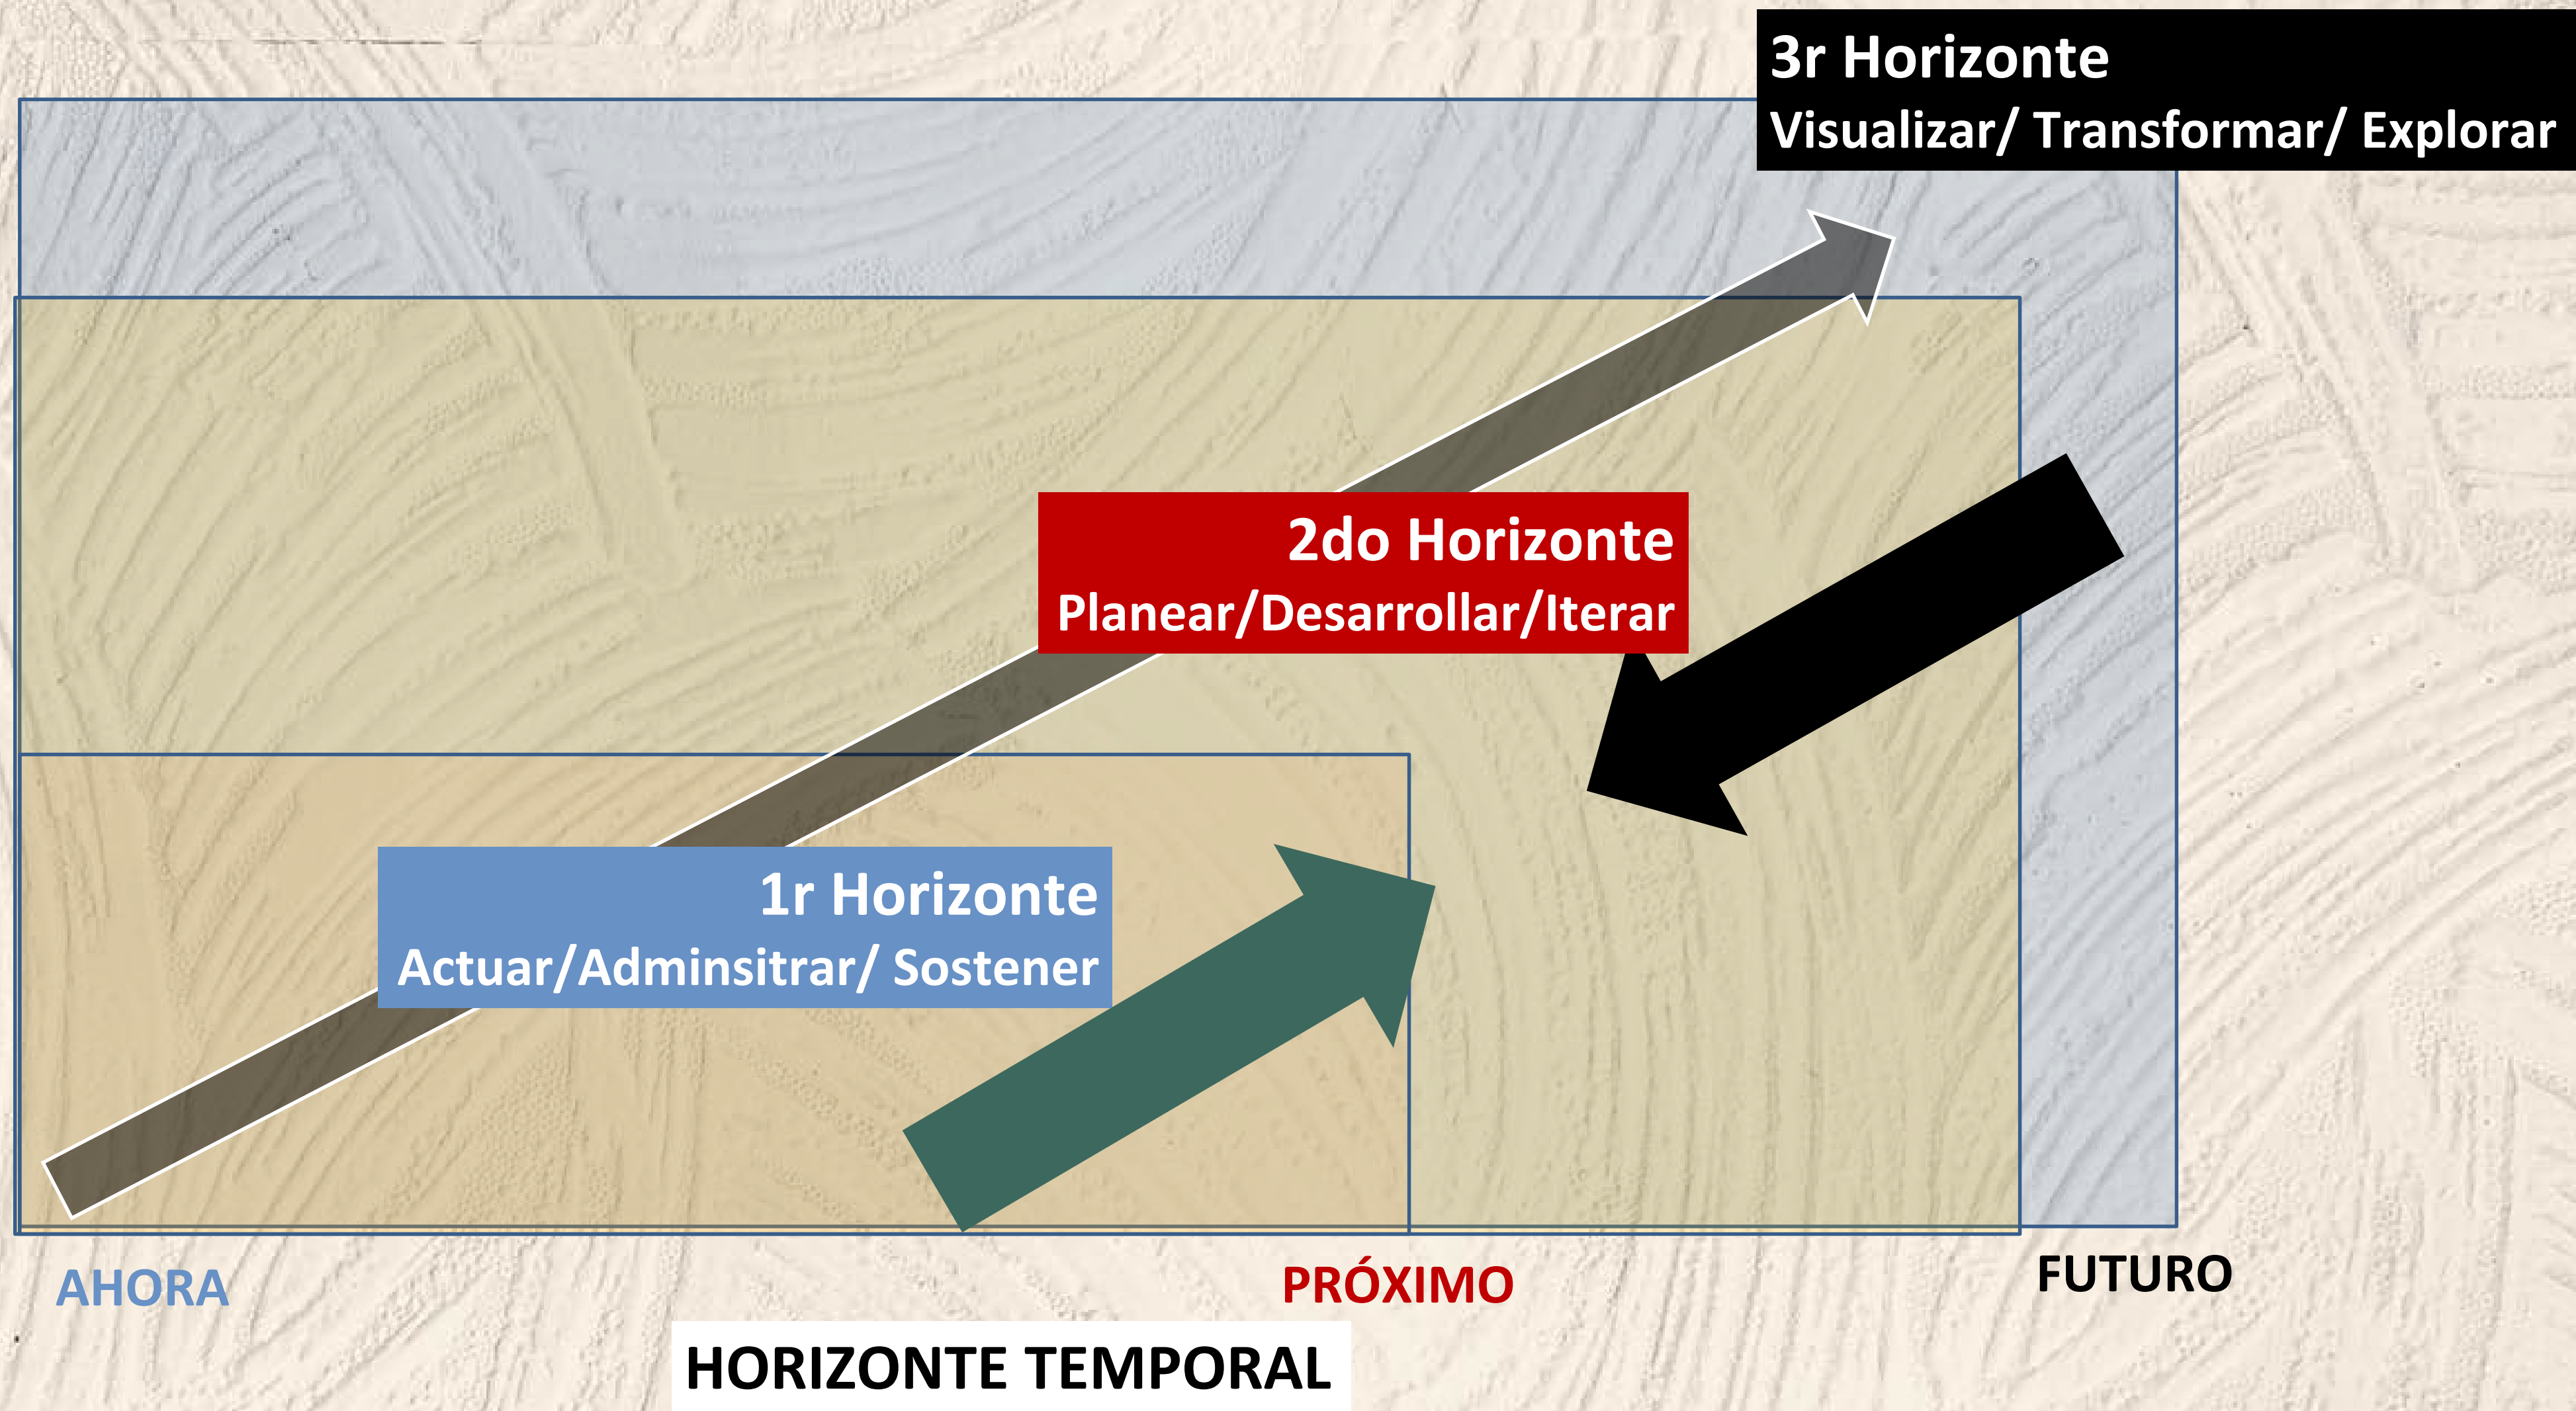 3r Horizonte
Visualizar/ Transformar/ Explorar
2do Horizonte
Planear/Desarrollar/Iterar
1r Horizonte
Actuar/Adminsitrar/ Sostener
AHORA
PRÓXIMO
FUTURO
HORIZONTE TEMPORAL